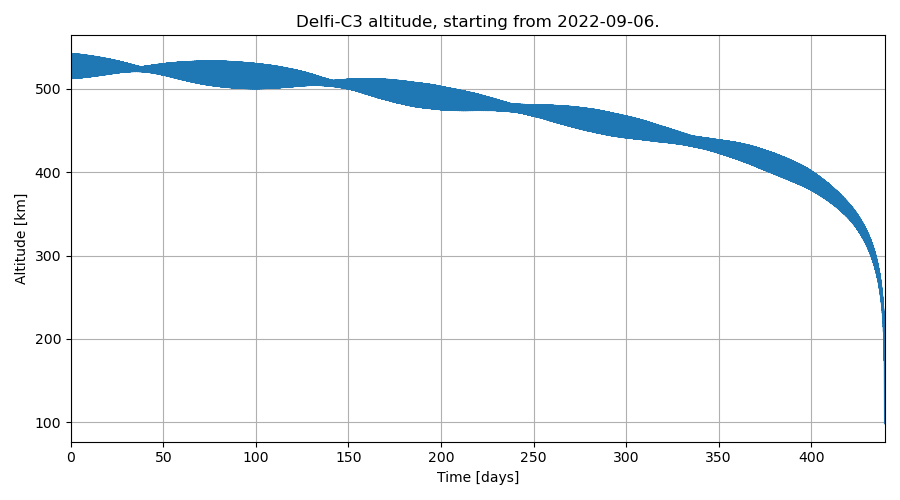 Delfi-C3 altitude, starting from 2022-09-06.
Altitude [km]
500
400
300
200
100
0 50 100 150 200 250 300 350 400
Time [days]